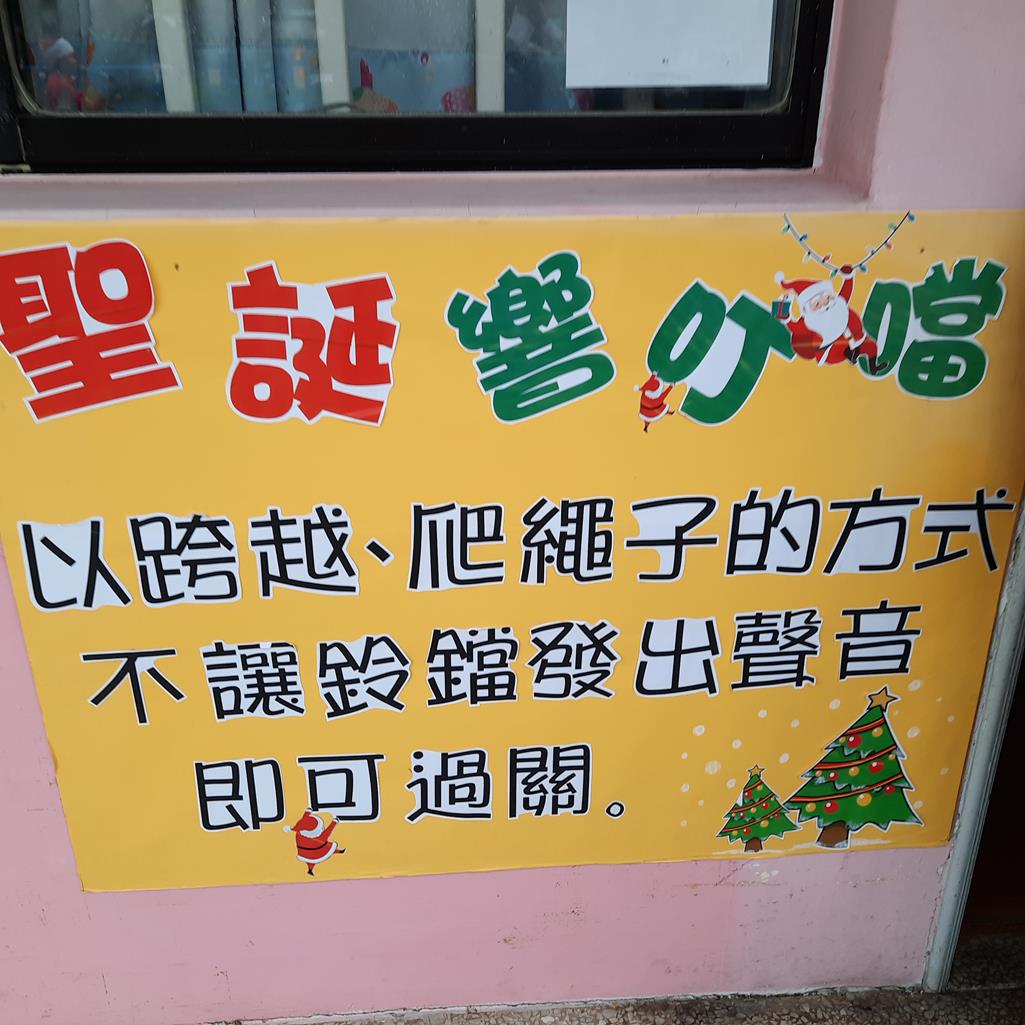 聖誕響叮噹
以跨越、爬繩子的方式
不讓鈴鐺發出聲音
即可過關。